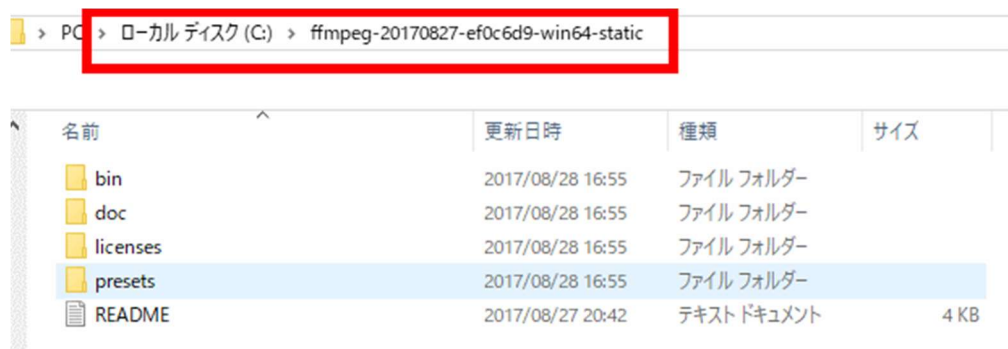 PC > ローカル ディスク (C:) > ffmpeg-20170827-ef0c6d9-win64-static
名前 更新日時 種類 サイズ
bin 2017/08/28 16:55 ファイル フォルダー
doc 2017/08/28 16:55 ファイル フォルダー
licenses 2017/08/28 16:55 ファイル フォルダー
presets 2017/08/28 16:55 ファイル フォルダー
README 2017/08/27 20:42 テキスト ドキュメント 4 KB